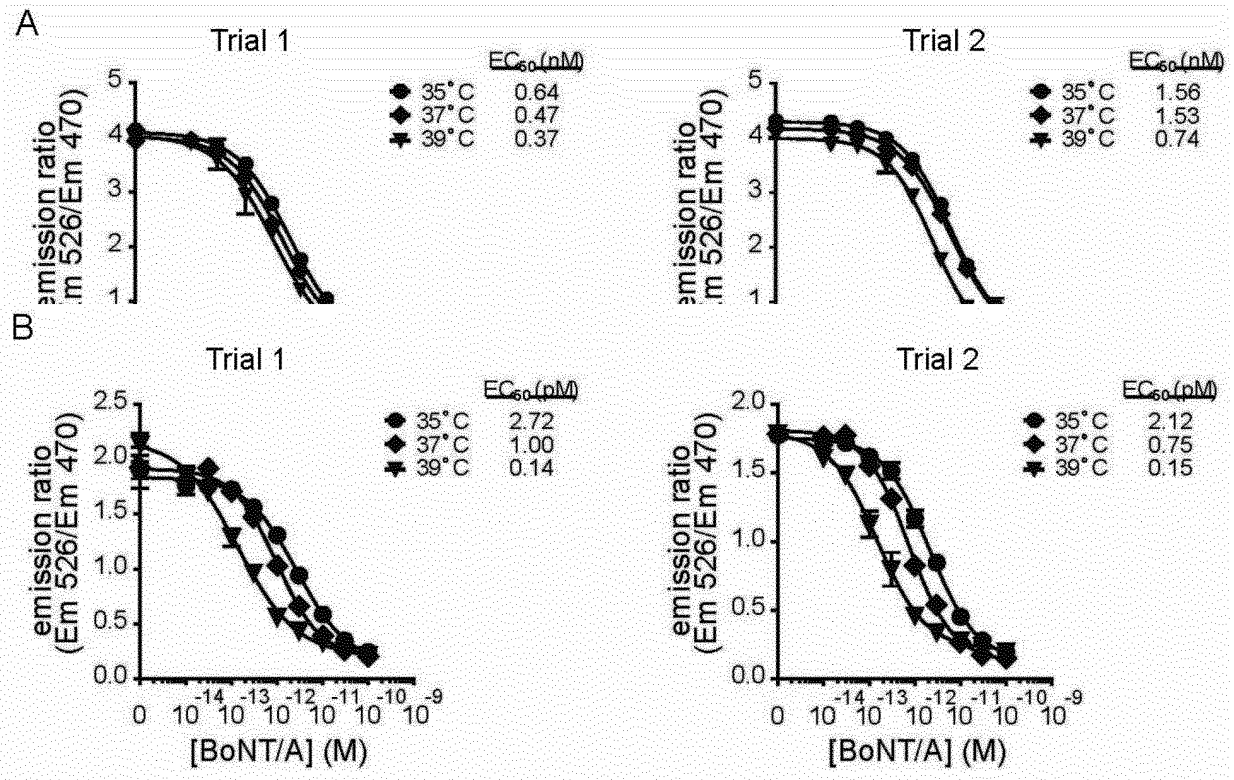 A
Trial 1
EC50 (nM)
35°C 0.64
37°C 0.47
39°C 0.37
5
4
3
2
1
emission ratio
Em 526/Em 470)
Trial 2
EC50 (nM)
35°C 1.56
37°C 1.53
39°C 0.74
5
4
3
2
1
emission ratio
Em 526/Em 470)
B
Trial 1
EC50 (pM)
35°C 2.72
37°C 1.00
39°C 0.14
2.5
2.0
1.5
1.0
0.5
0.0
emission ratio
(Em 526/Em 470)
0 10-14 10-13 10-12 10-11 10-10 10-9
[BoNT/A] (M)
Trial 2
EC50 (pM)
35°C 2.12
37°C 0.75
39°C 0.15
2.0
1.5
1.0
0.5
0.0
emission ratio
(Em 526/Em 470)
0 10-14 10-13 10-12 10-11 10-10 10-9
[BoNT/A] (M)